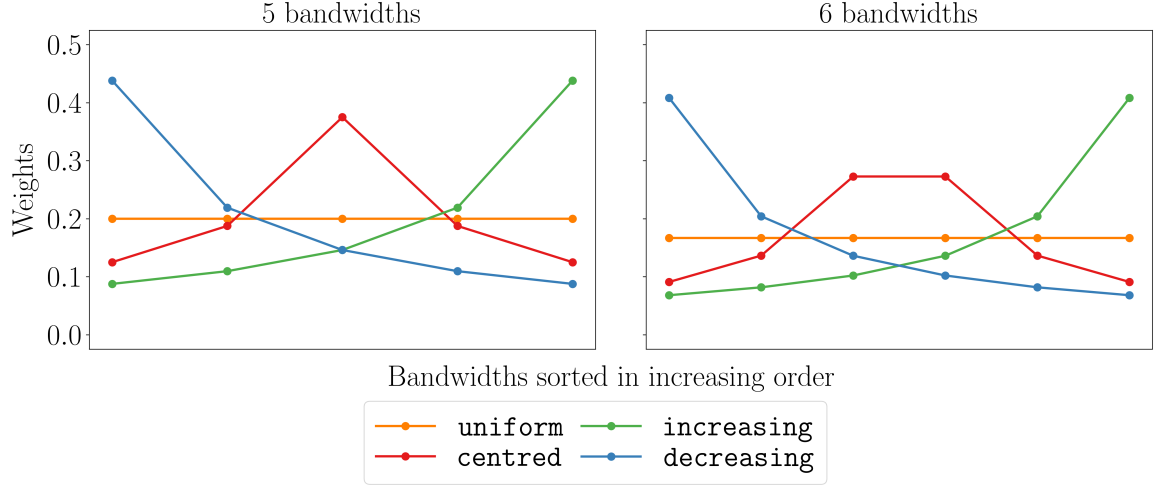 5 bandwidths
6 bandwidths
0.5
0.4
0.3
0.2
0.1
0.0
Weights
Bandwidths sorted in increasing order
uniform
increasing
centred
decreasing